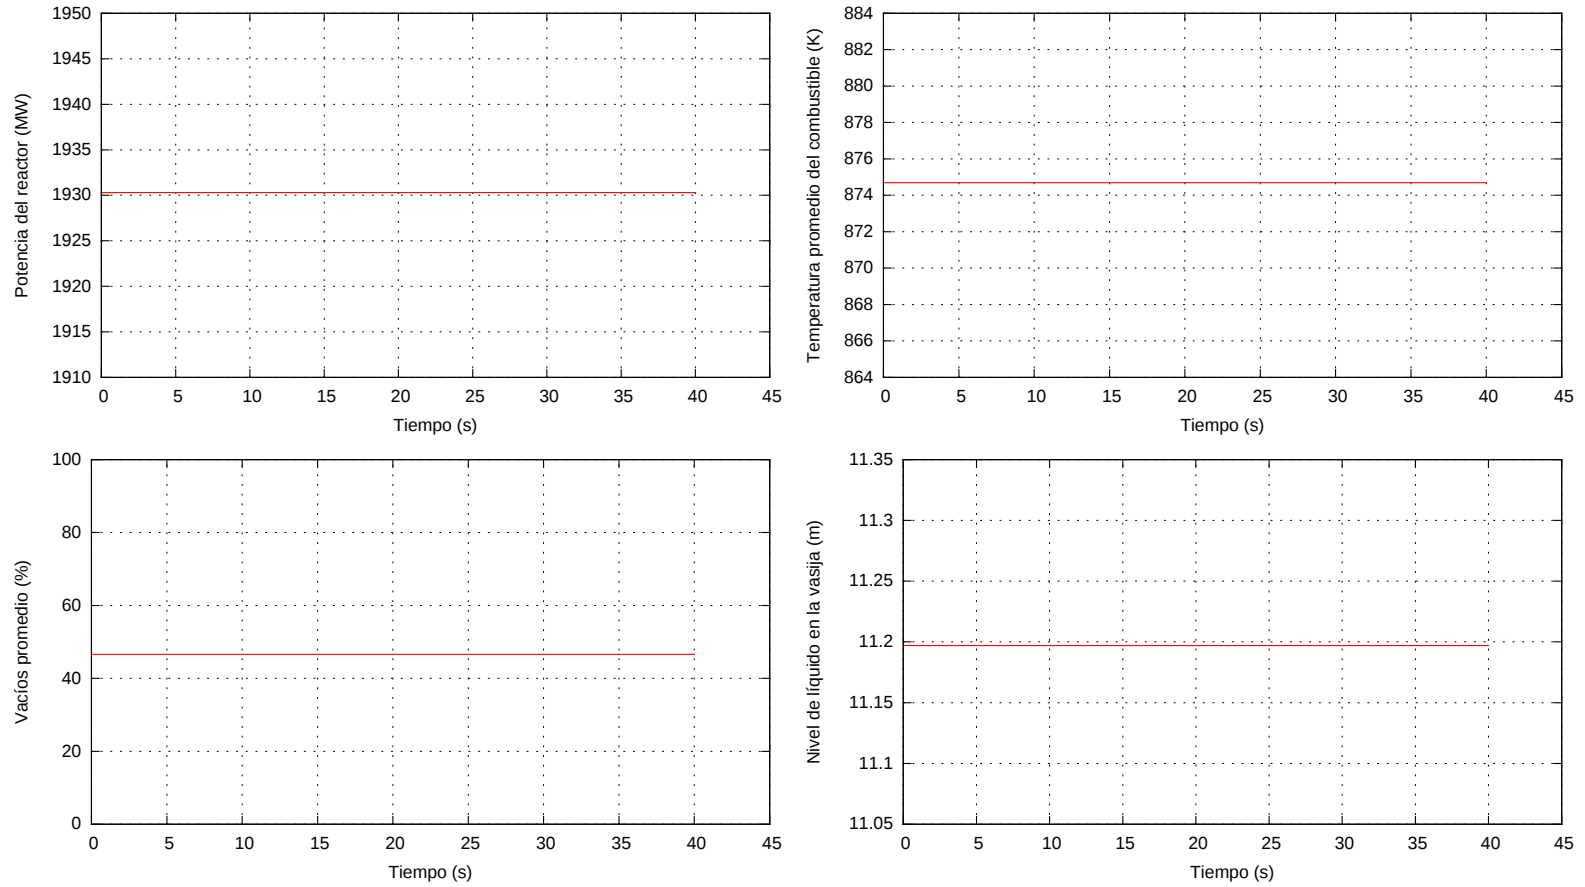 1950
1945
1940
1935
1930
1925
1920
1915
1910
Potencia del reactor (MW)
0 5 10 15 20 25 30 35 40 45
Tiempo (s)
884
882
880
878
876
874
872
870
868
866
864
Temperatura promedio del combustible (K)
0 5 10 15 20 25 30 35 40 45
Tiempo (s)
100
80
60
40
20
0
Vacíos promedio (%)
0 5 10 15 20 25 30 35 40 45
Tiempo (s)
11.35
11.3
11.25
11.2
11.15
11.1
11.05
Nivel de líquido en la vasija (m)
0 5 10 15 20 25 30 35 40 45
Tiempo (s)